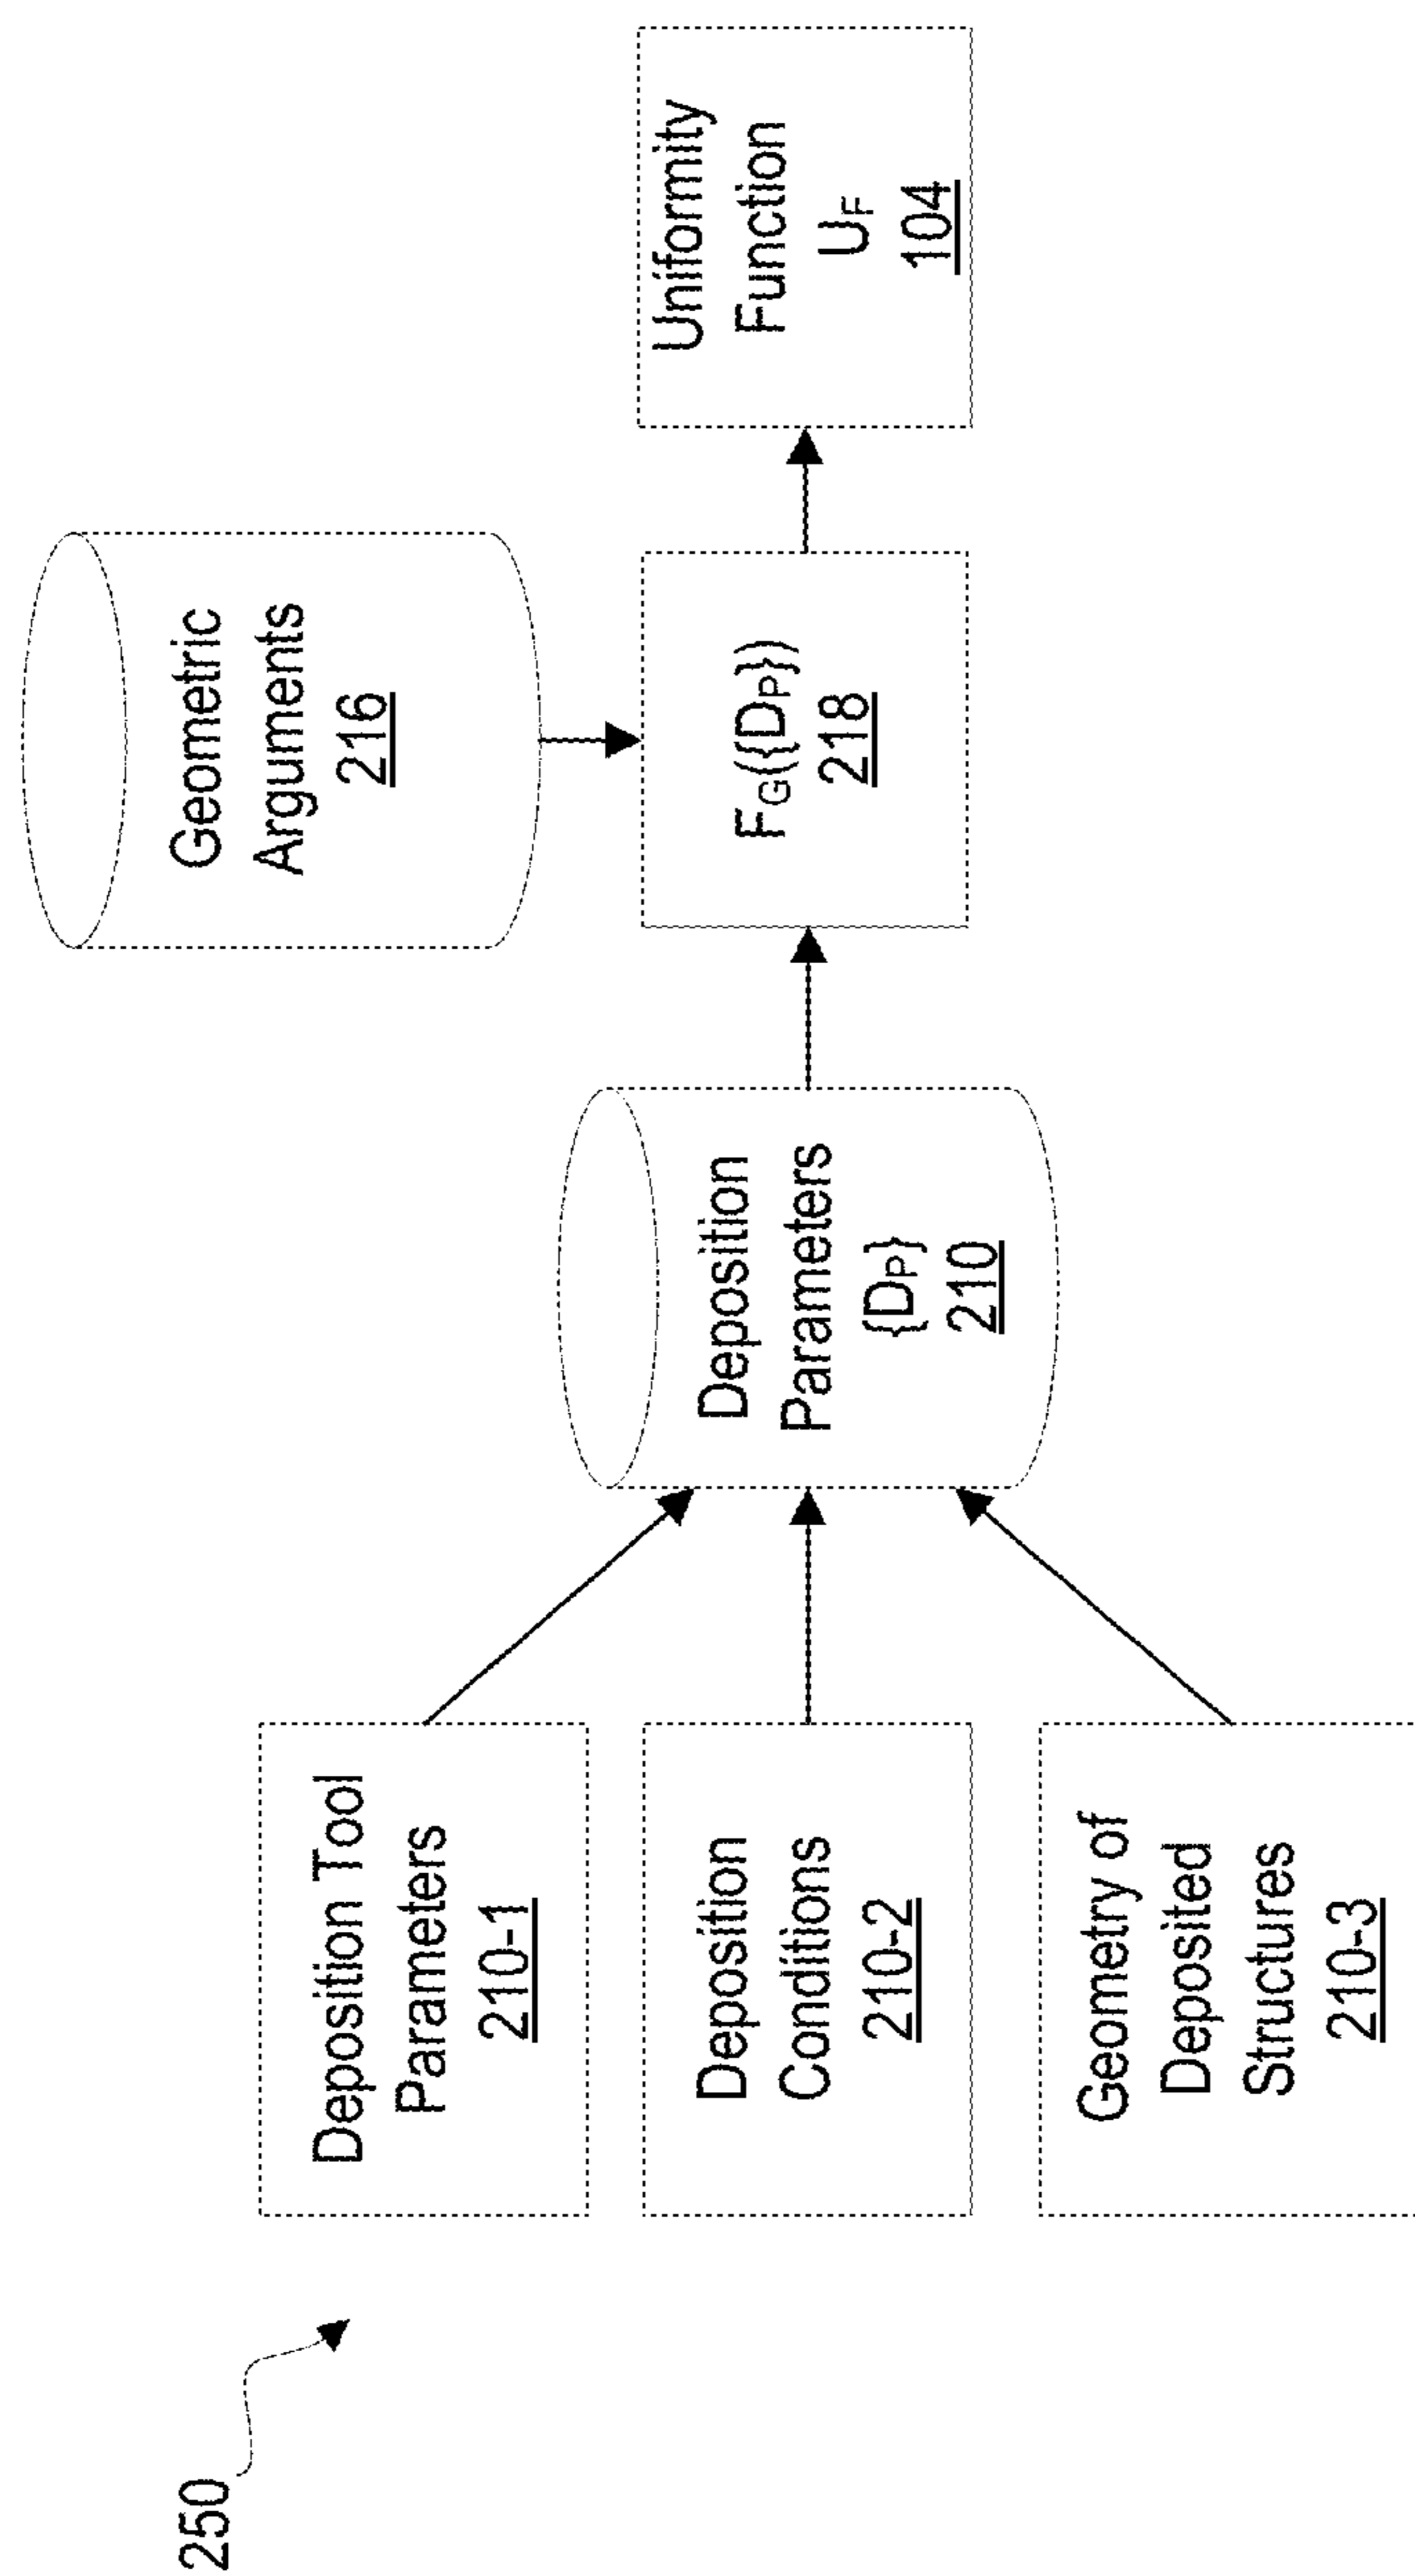 250
Deposition Tool
Parameters
210-1
Deposition
Conditions
210-2
Geometry of
Deposited
Structures
210-3
Deposition
Parameters
{DP}
210
Geometric
Arguments
216
FG({DP})
218
Uniformity
Function
UF
104